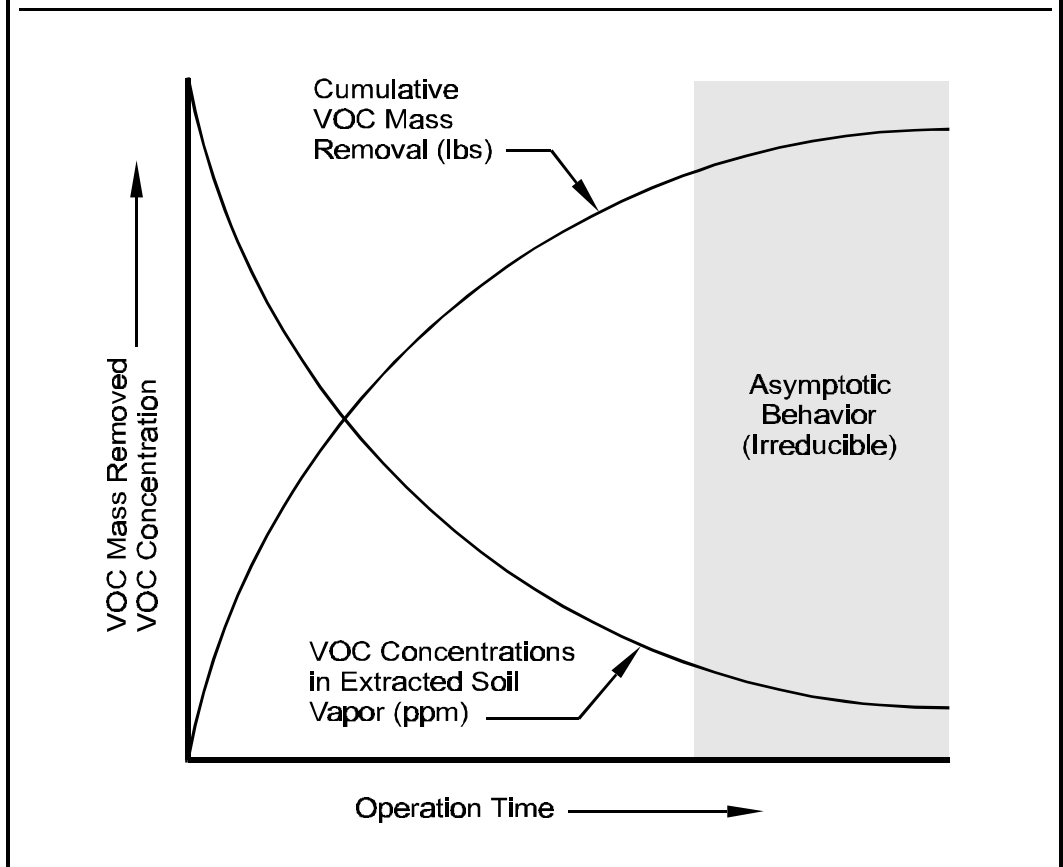 Cumulative
VOC Mass
Removal (lbs)
Asymptotic
Behavior
(Irreducible)
VOC Mass Removed
VOC Concentration
VOC Concentrations
in Extracted Soil
Vapor (ppm)
Operation Time